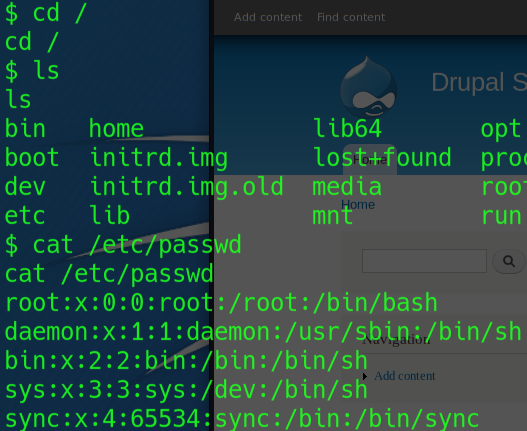 $ cd /
cd /
$ ls
ls
bin home lib64 opt
boot initrd.img lost+found proc
dev initrd.img.old media root
etc lib mnt run
$ cat /etc/passwd
cat /etc/passwd
root:x:0:0:root:/root:/bin/bash
daemon:x:1:1:daemon:/usr/sbin:/bin/sh
bin:x:2:2:bin:/bin:/bin/sh
sys:x:3:3:sys:/dev:/bin/sh
sync:x:4:65534:sync:/bin:/bin/sync
Add content Find content
Drupal S
Home
Home
Navigation
Add content